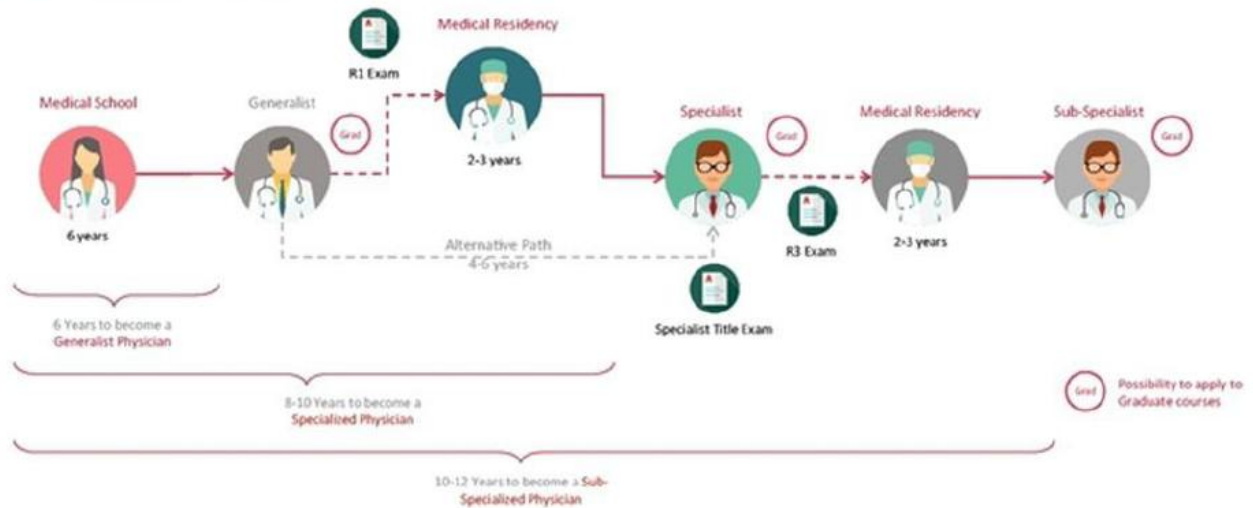 Medical Residency
R1 Exam
Medical School
Generalist
Grad
2-3 years
Specialist
Grad
Medical Residency
Sub-Specialist
Grad
6 years
Alternative Path
4-6 years
R3 Exam
2-3 years
Specialist Title Exam
6 Years to become a
Generalist Physician
8-10 Years to become a
Specialized Physician
Grad
Possibility to apply to
Graduate courses
10-12 Years to become a Sub-
Specialized Physician